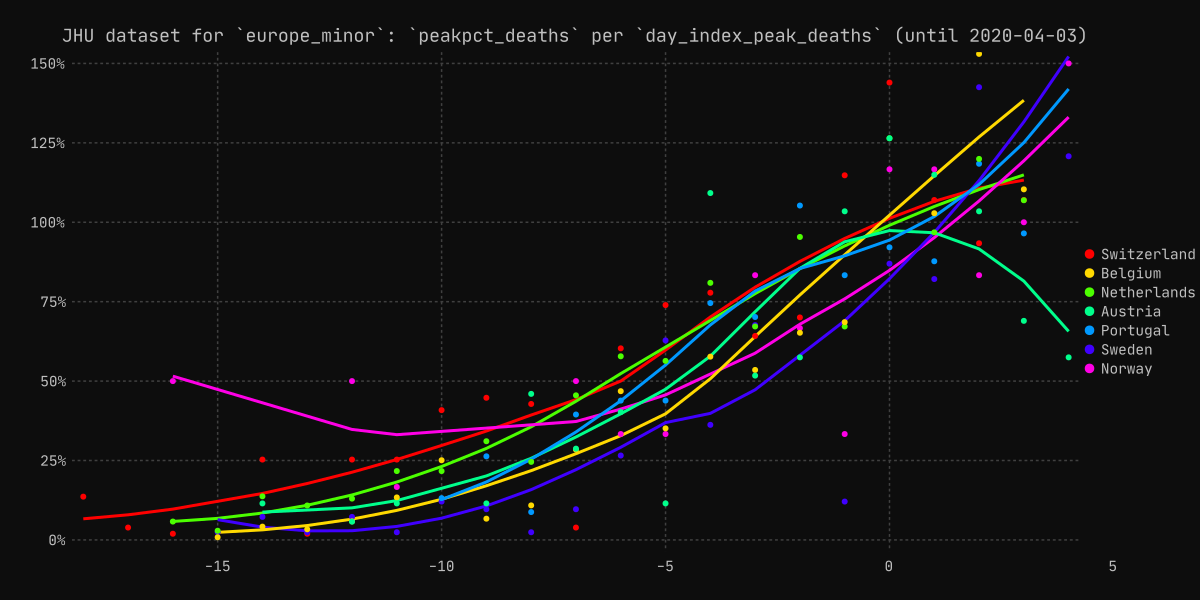 JHU dataset for `europe_minor`: `peakpct_deaths` per `day_index_peak_deaths` (until 2020-04-03)
150%
125%
100%
75%
50%
25%
0%
-15
-10
-5
0
5
Switzerland
Belgium
Netherlands
Austria
Portugal
Sweden
Norway